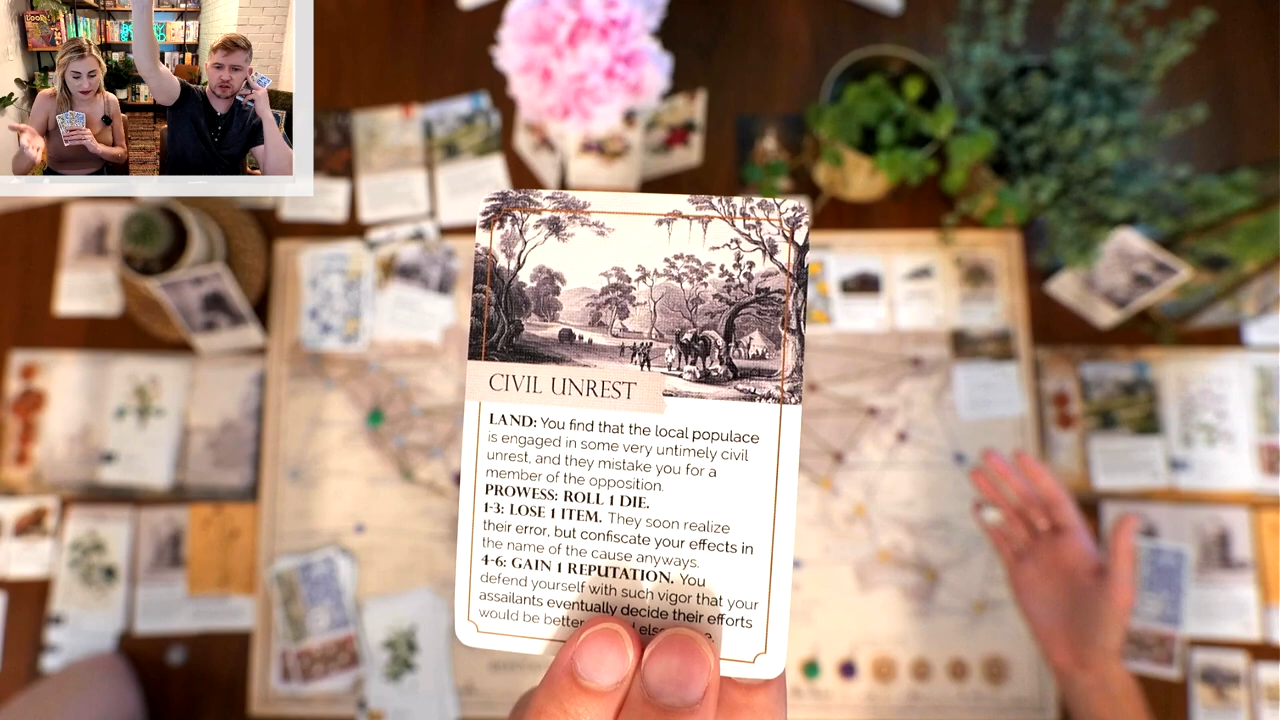 CIVIL UNREST
LAND: You find that the local populace
is engaged in some very untimely civil
unrest, and they mistake you for a
member of the opposition.
PROWESS: ROLL 1 DIE.
1-3: LOSE 1 ITEM. They soon realize
their error, but confiscate your effects in
the name of the cause anyways.
4-6: GAIN 1 REPUTATION. You
defend yourself with such vigor that your
assailants eventually decide their efforts
would be better